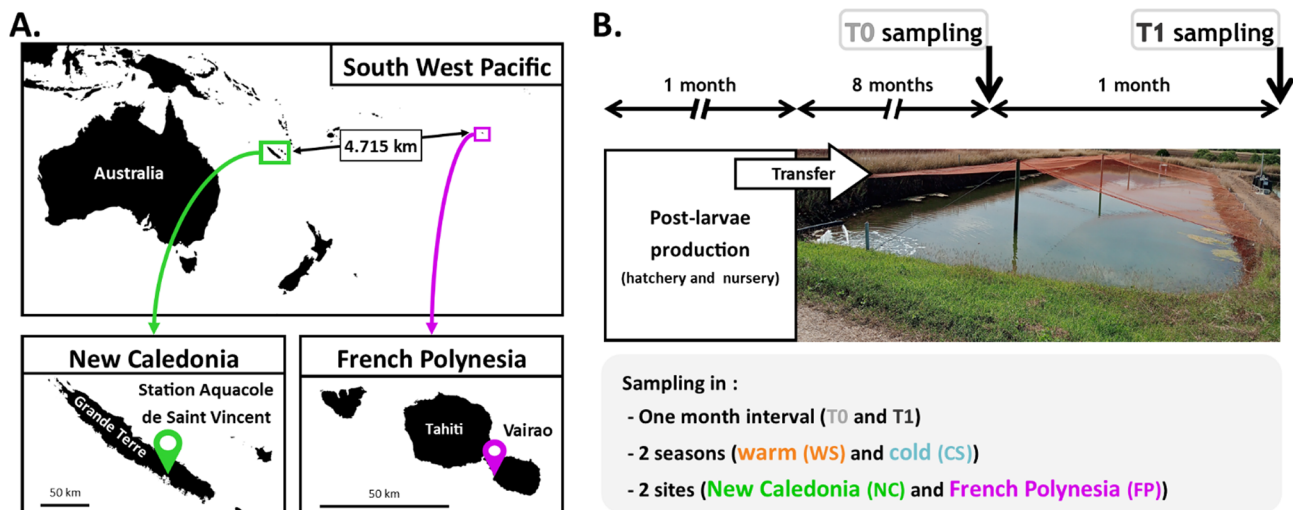 A.
South West Pacific
Australia
4.715 km
New Caledonia
Station Aquacole
de Saint Vincent
Grande Terre
50 km
French Polynesia
Tahiti
Vairao
50 km
B.
T0 sampling
T1 sampling
1 month
8 months
1 month
Transfer
Post-larvae
production
(hatchery and nursery)
Sampling in :
- One month interval (T0 and T1)
- 2 seasons (warm (WS) and cold (CS))
- 2 sites (New Caledonia (NC) and French Polynesia (FP))